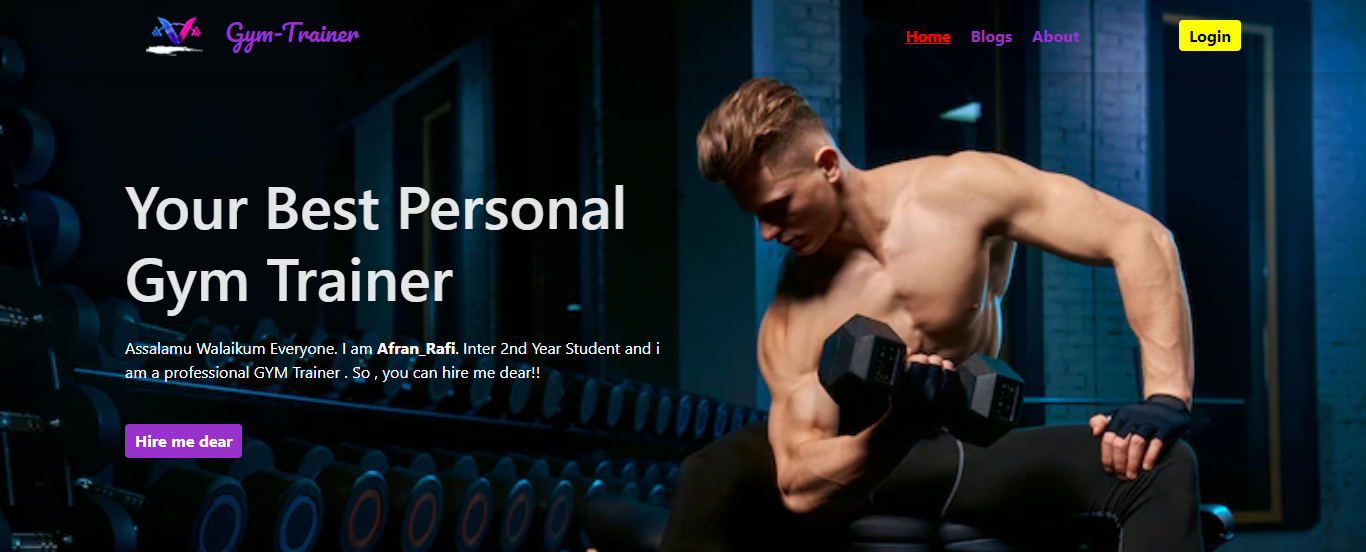 Gym-Trainer
Home
Blogs
About
Login
Your Best Personal
Gym Trainer
Assalamu Walaikum Everyone. I am Afran_Rafi. Inter 2nd Year Student and i
am a professional GYM Trainer . So , you can hire me dear!!
Hire me dear